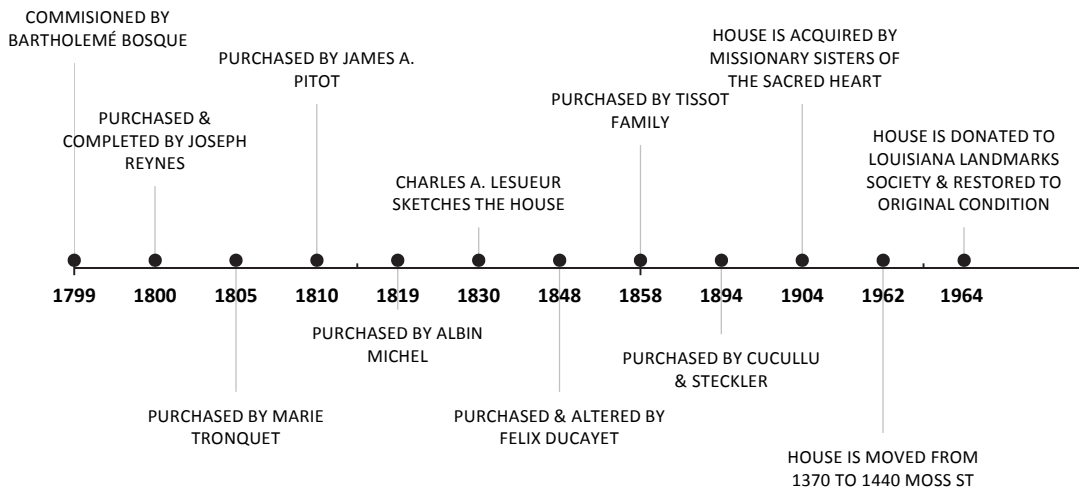 COMMISIONED BY
BARTHOLEMÉ BOSQUE
PURCHASED &
COMPLETED BY JOSEPH
REYNES
PURCHASED BY JAMES A.
PITOT
CHARLES A. LESUEUR
SKETCHES THE HOUSE
PURCHASED BY TISSOT
FAMILY
HOUSE IS ACQUIRED BY
MISSIONARY SISTERS OF
THE SACRED HEART
HOUSE IS DONATED TO
LOUISIANA LANDMARKS
SOCIETY & RESTORED TO
ORIGINAL CONDITION
1799 1800 1805 1810 1819 1830 1848 1858 1894 1904 1962 1964
PURCHASED BY MARIE
TRONQUET
PURCHASED BY ALBIN
MICHEL
PURCHASED & ALTERED BY
FELIX DUCAYET
PURCHASED BY CUCULLU
& STECKLER
HOUSE IS MOVED FROM
1370 TO 1440 MOSS ST